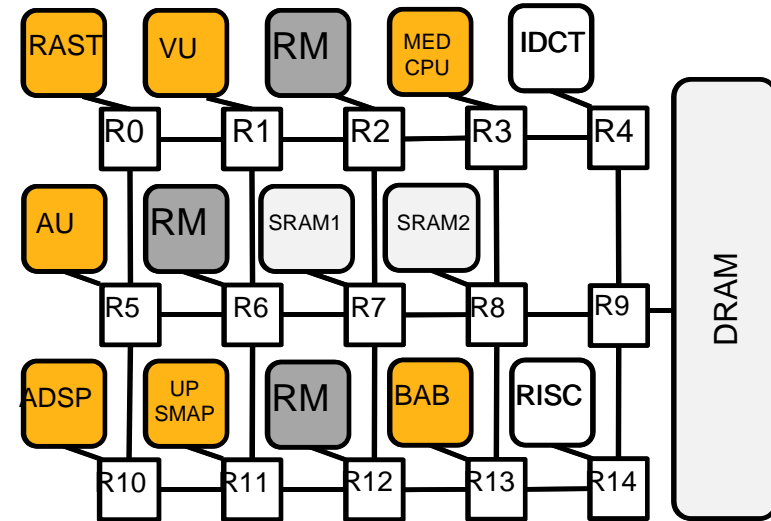 RAST
VU
RM
MED
CPU
IDCT
R0
R1
R2
R3
R4
AU
RM
SRAM1
SRAM2
R5
R6
R7
R8
R9
DRAM
ADSP
UP
SMAP
RM
BAB
RISC
R10
R11
R12
R13
R14